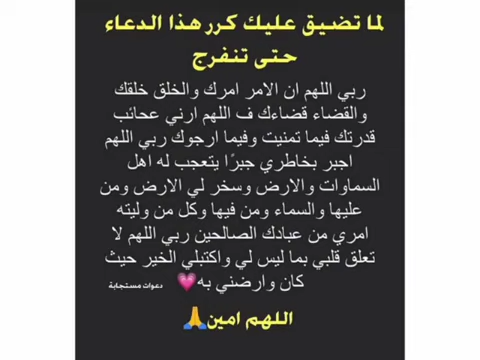 لما تضيق عليك كرر هذا الدعاء
حتى تنفرج
ربي اللهم ان الامر امرك والخلق خلقك
والقضاء قضاءك ف اللهم ارني عجائب
قدرتك فيما تمنيت وفيما ارجوك ربي اللهم
اجبر بخاطري جبرًا يتعجب له اهل
السماوات والارض وسخر لي الارض ومن
عليها والسماء ومن فيها وكل من وليته
امري من عبادك الصالحين ربي اللهم لا
تعلق قلبي بما ليس لي واكتبلي الخير حيث
كان وارضني به💗 دعوات مستجابة
اللهم امين🙏